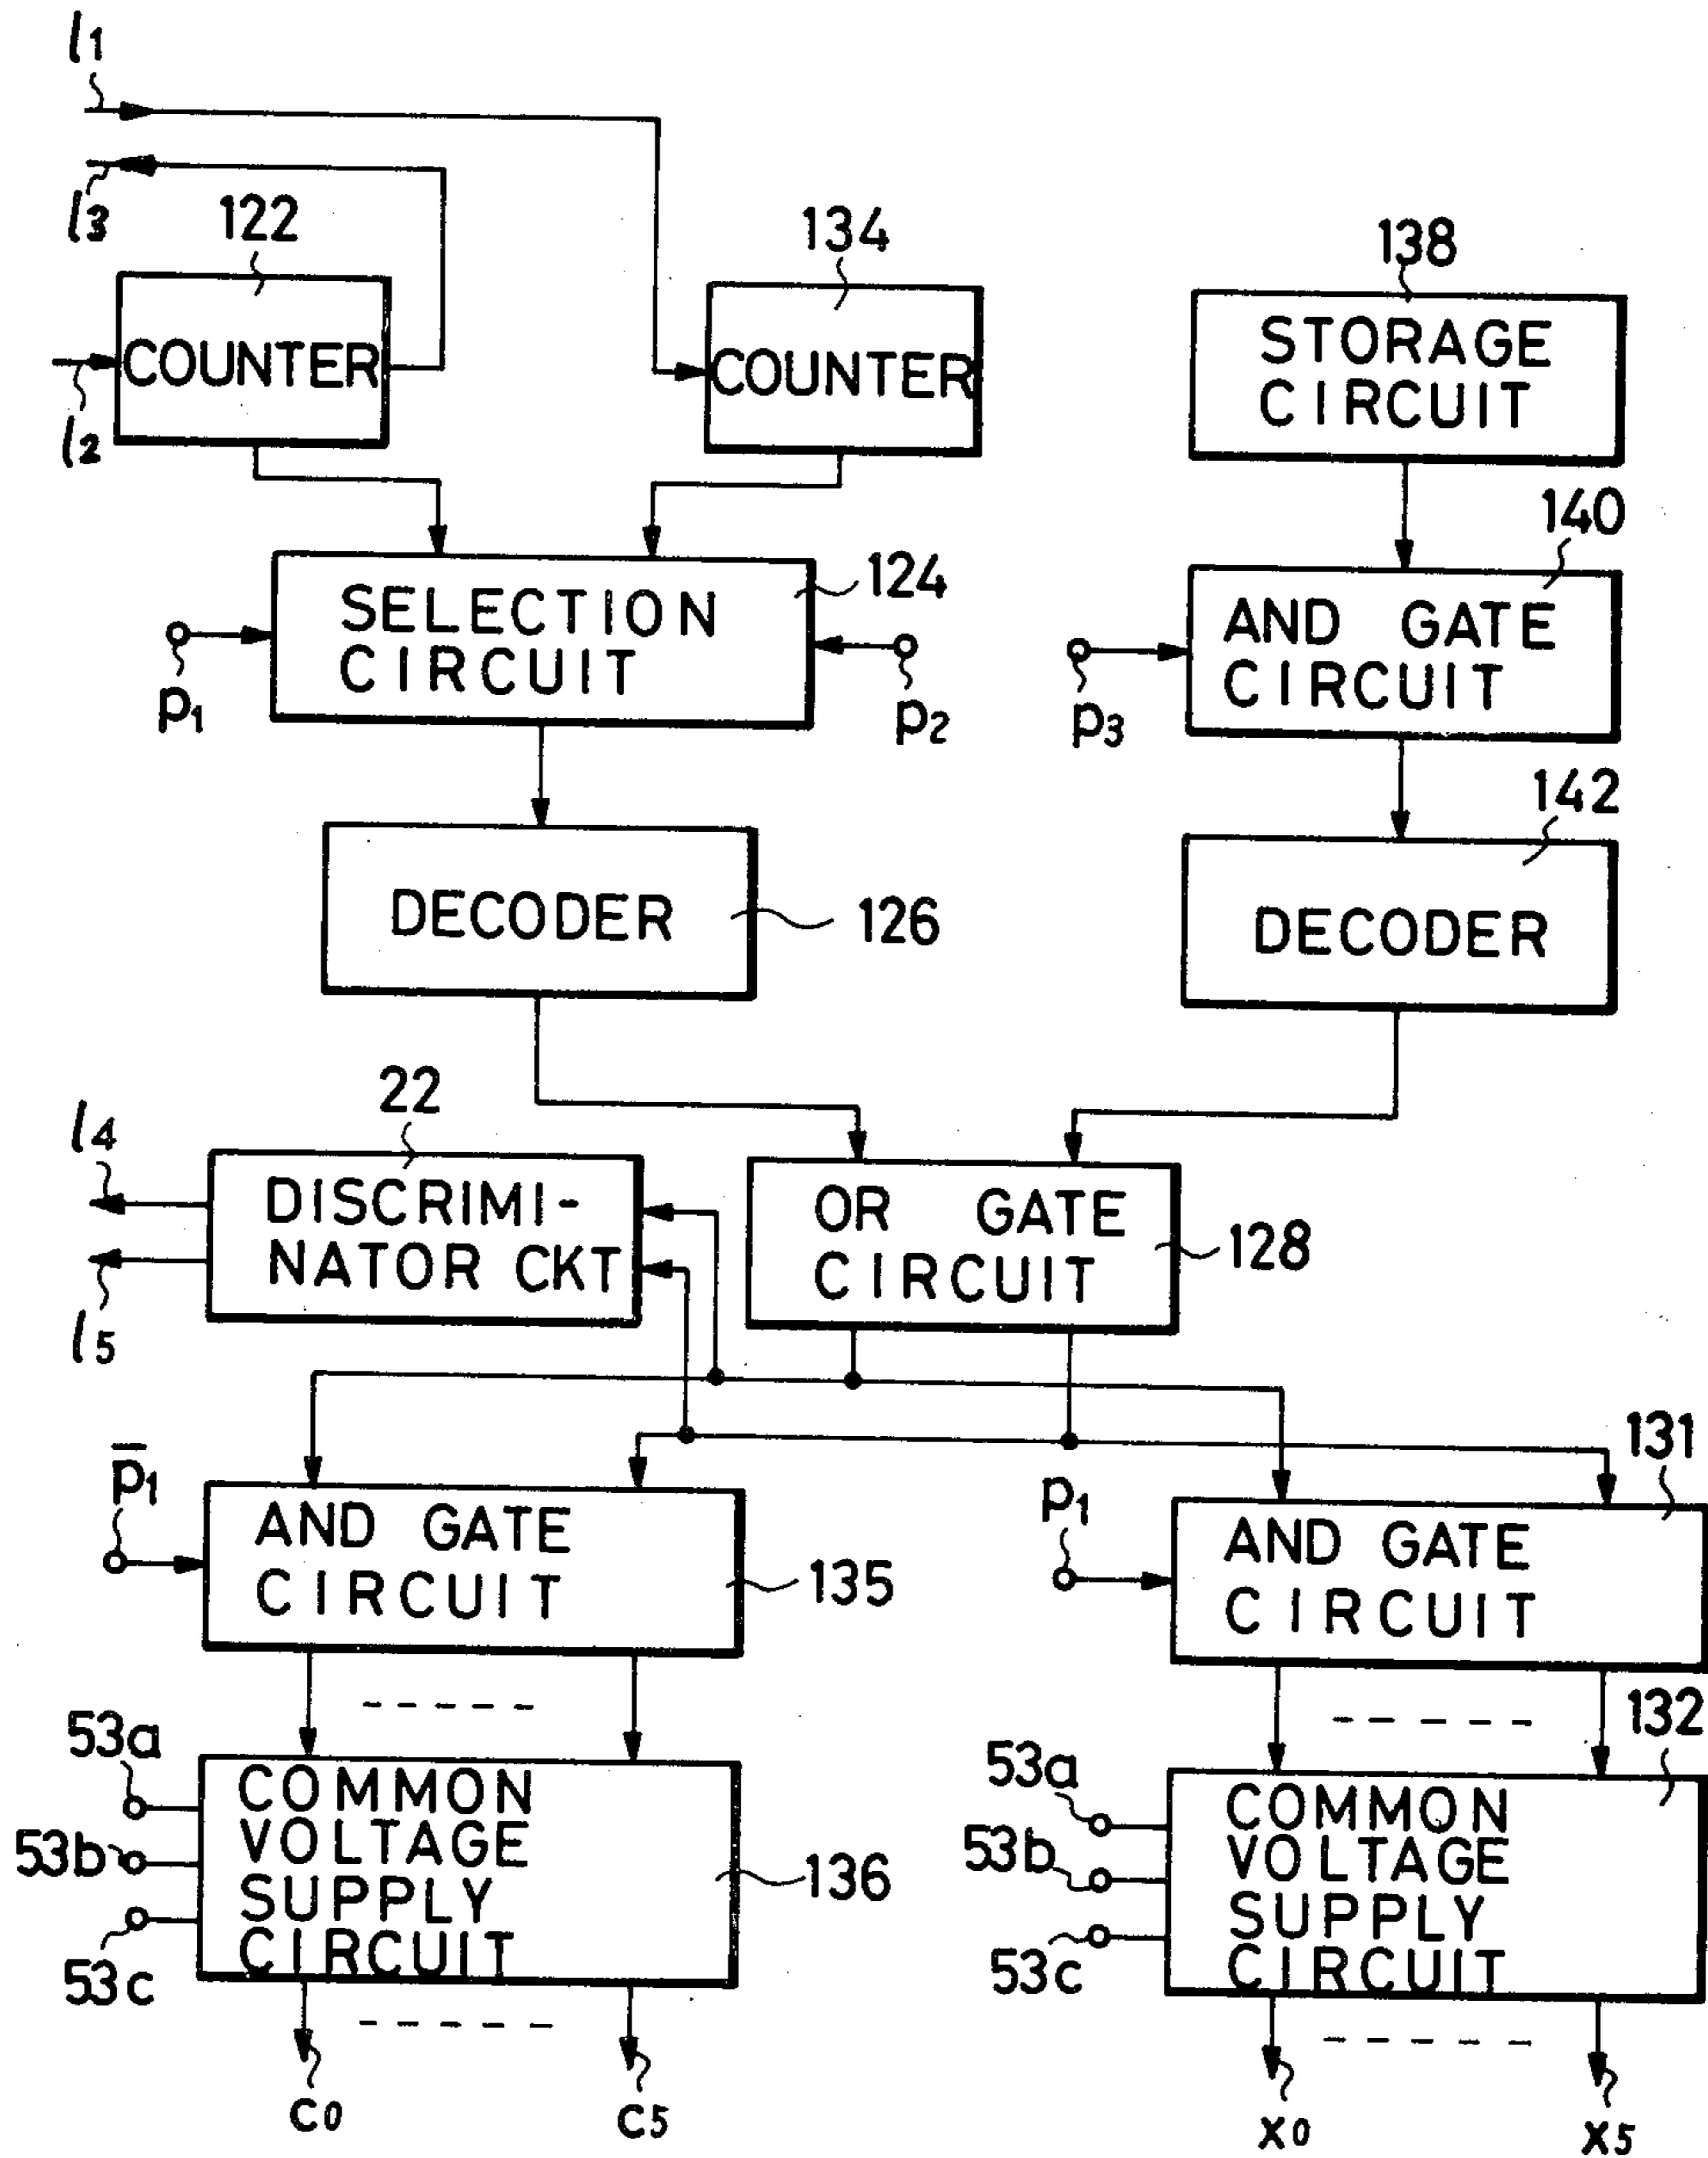 l1
l3
122
134
138
COUNTER
COUNTER
STORAGE
CIRCUIT
l2
140
124
SELECTION
CIRCUIT
AND GATE
CIRCUIT
p1
p2
p3
142
DECODER
126
DECODER
22
l4
DISCRIMI-
NATOR CKT
OR GATE
CIRCUIT
128
l5
131
p̅1
p1
AND GATE
CIRCUIT
135
AND GATE
CIRCUIT
132
53a
53b
53c
COMMON
VOLTAGE
SUPPLY
CIRCUIT
136
53a
53b
53c
COMMON
VOLTAGE
SUPPLY
CIRCUIT
c0
c5
x0
x5